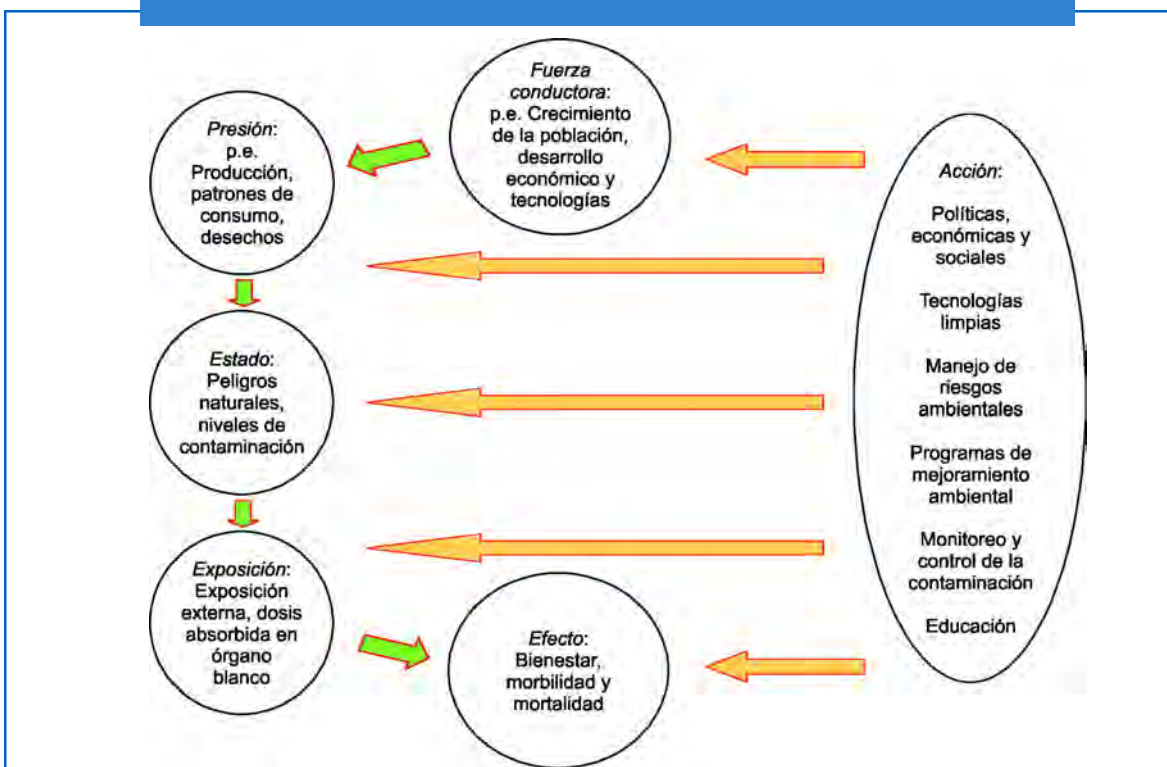 Fuerza
conductora:
p.e. Crecimiento
de la población,
desarrollo
económico y
tecnologías
Presión:
p.e.
Producción,
patrones de
consumo,
desechos
Estado:
Peligros
naturales,
niveles de
contaminación
Exposición:
Exposición
externa, dosis
absorbida en
órgano
blanco
Efecto:
Bienestar,
morbilidad y
mortalidad
Acción:
Políticas,
económicas y
sociales
Tecnologías
limpias
Manejo de
riesgos
ambientales
Programas de
mejoramiento
ambiental
Monitoreo y
control de la
contaminación
Educación